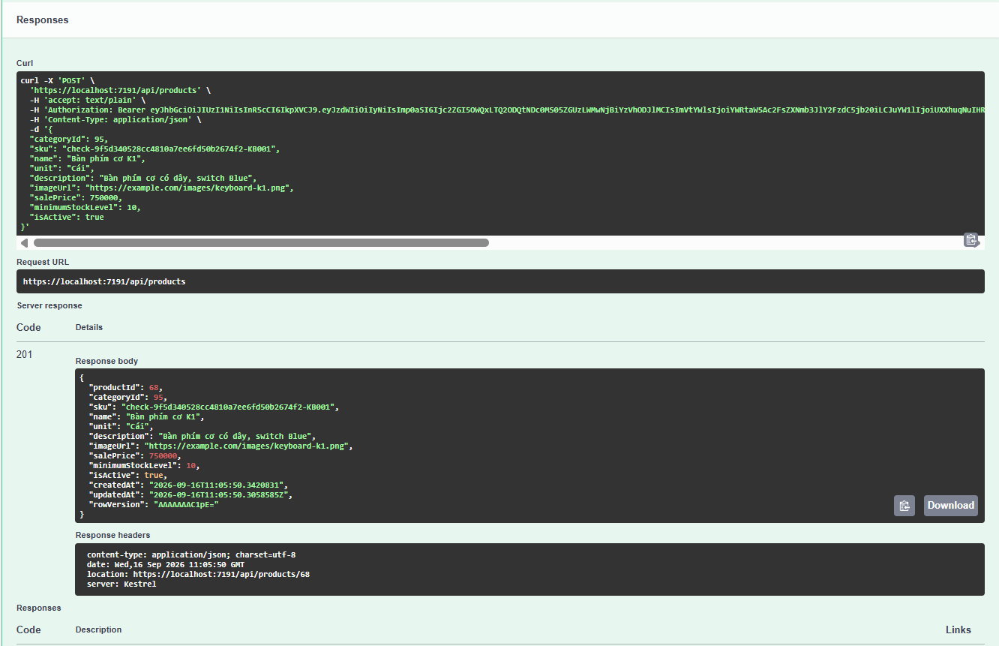 Responses
Curl
curl -X 'POST' \
'https://localhost:7191/api/products' \
-H 'accept: text/plain' \
-H 'Authorization: Bearer
-H 'Content-Type: application/json' \
-d '{
"categoryId": 95,
"sku": "check-9f5d340528cc4810a7ee6fd50b2674f2-KB001",
"name": "Bàn phím cơ K1",
"unit": "Cái",
"description": "Bàn phím cơ có dây, switch Blue",
"imageUrl": "https://example.com/images/keyboard-k1.png",
"salePrice": 750000,
"minimumStockLevel": 10,
"isActive": true
}'
Request URL
https://localhost:7191/api/products
Server response
Code Details
201
Response body
{
"productId": 68,
"categoryId": 95,
"sku": "check-9f5d340528cc4810a7ee6fd50b2674f2-KB001",
"name": "Bàn phím cơ K1",
"unit": "Cái",
"description": "Bàn phím cơ có dây, switch Blue",
"imageUrl": "https://example.com/images/keyboard-k1.png",
"salePrice": 750000,
"minimumStockLevel": 10,
"isActive": true,
"createdAt": "2026-09-16T11:05:50.3420831",
"updatedAt": "2026-09-16T11:05:50.3058585Z",
"rowVersion": "AAAAAAAC1pE="
}
Download
Response headers
content-type: application/json; charset=utf-8
date: Wed,16 Sep 2026 11:05:50 GMT
location: https://localhost:7191/api/products/68
server: Kestrel
Responses
Code Description Links